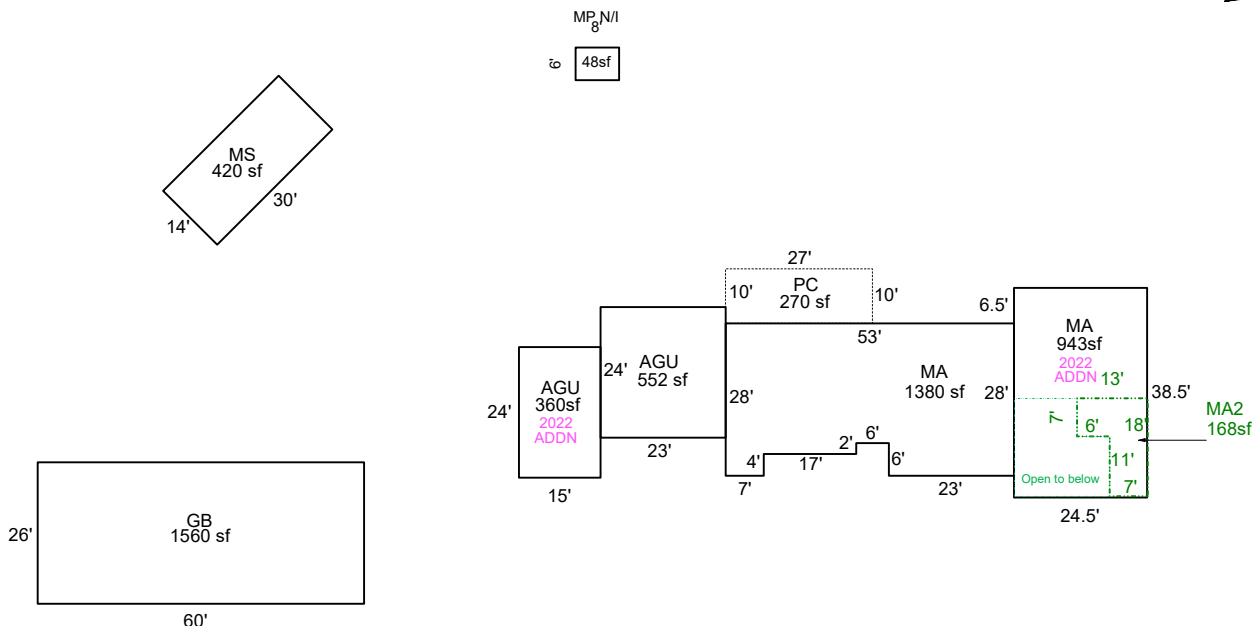 MP N/I
8'
6'
48sf
MS
420 sf
14'
30'
27'
10'
PC
270 sf
10'
53'
6.5'
MA
943sf
2022
ADDN
13'
38.5'
AGU
552 sf
24'
23'
AGU
360sf
2022
ADDN
24'
15'
28'
MA
1380 sf
28'
4'
7'
17'
2'
6'
6'
23'
7'
6'
18'
11'
7'
Open to below
24.5'
MA2
168sf
GB
1560 sf
26'
60'